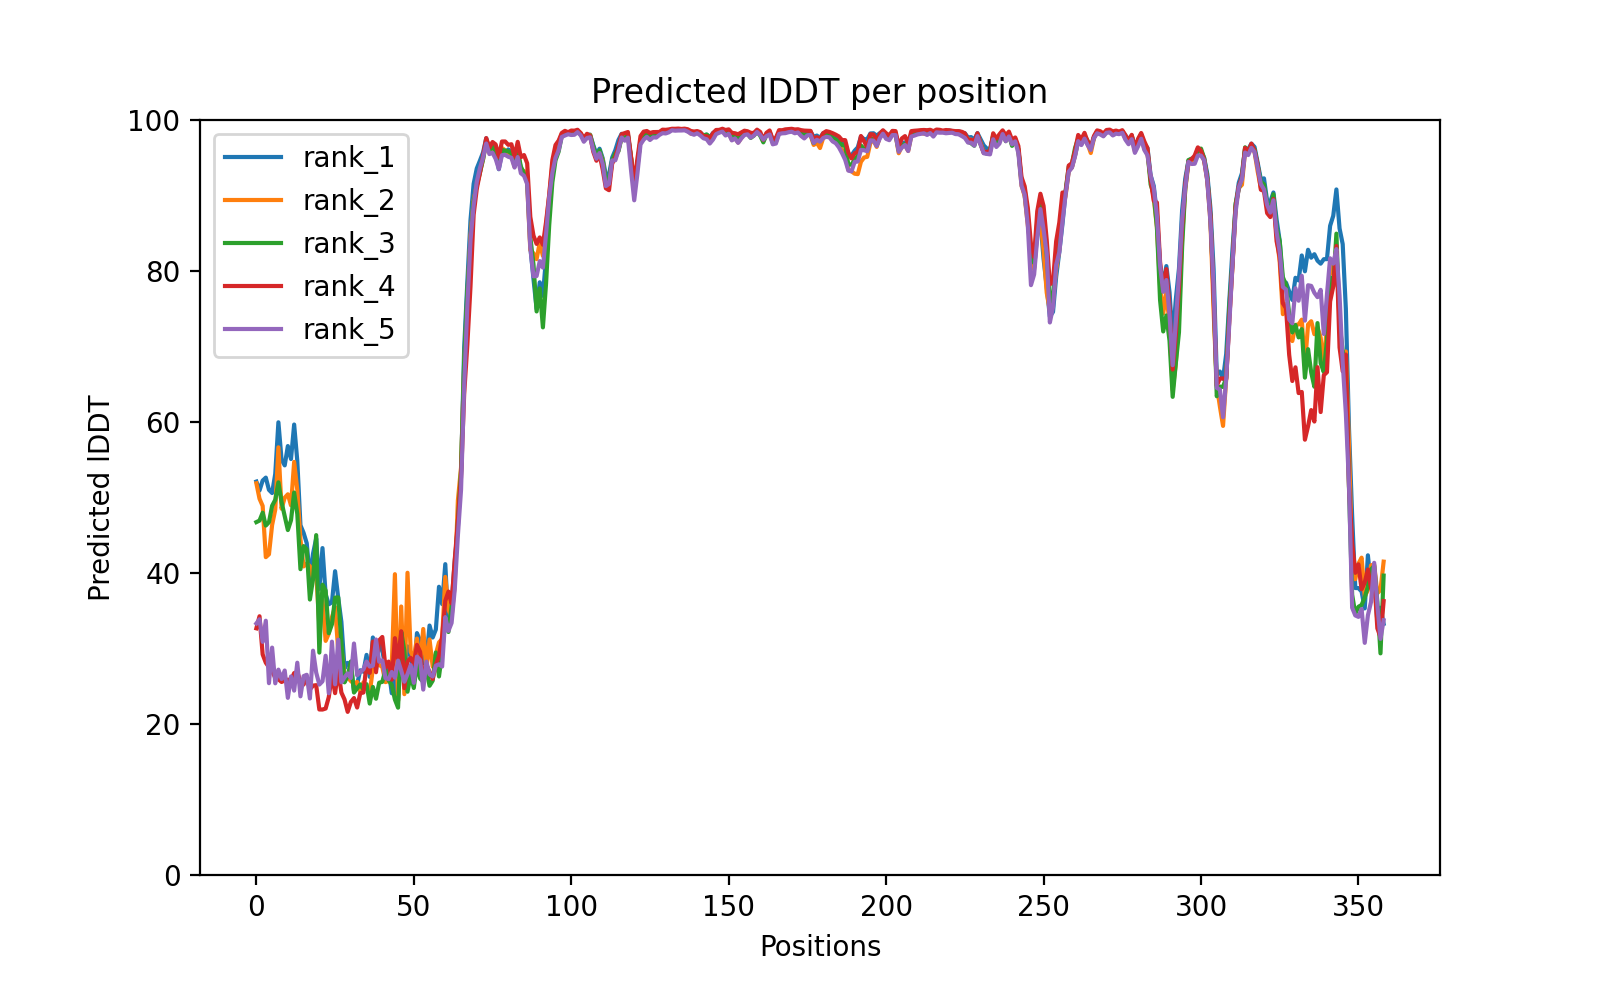 Predicted lDDT per position
100
80
60
40
20
0
Predicted lDDT
rank_1
rank_2
rank_3
rank_4
rank_5
0 50 100 150 200 250 300 350
Positions